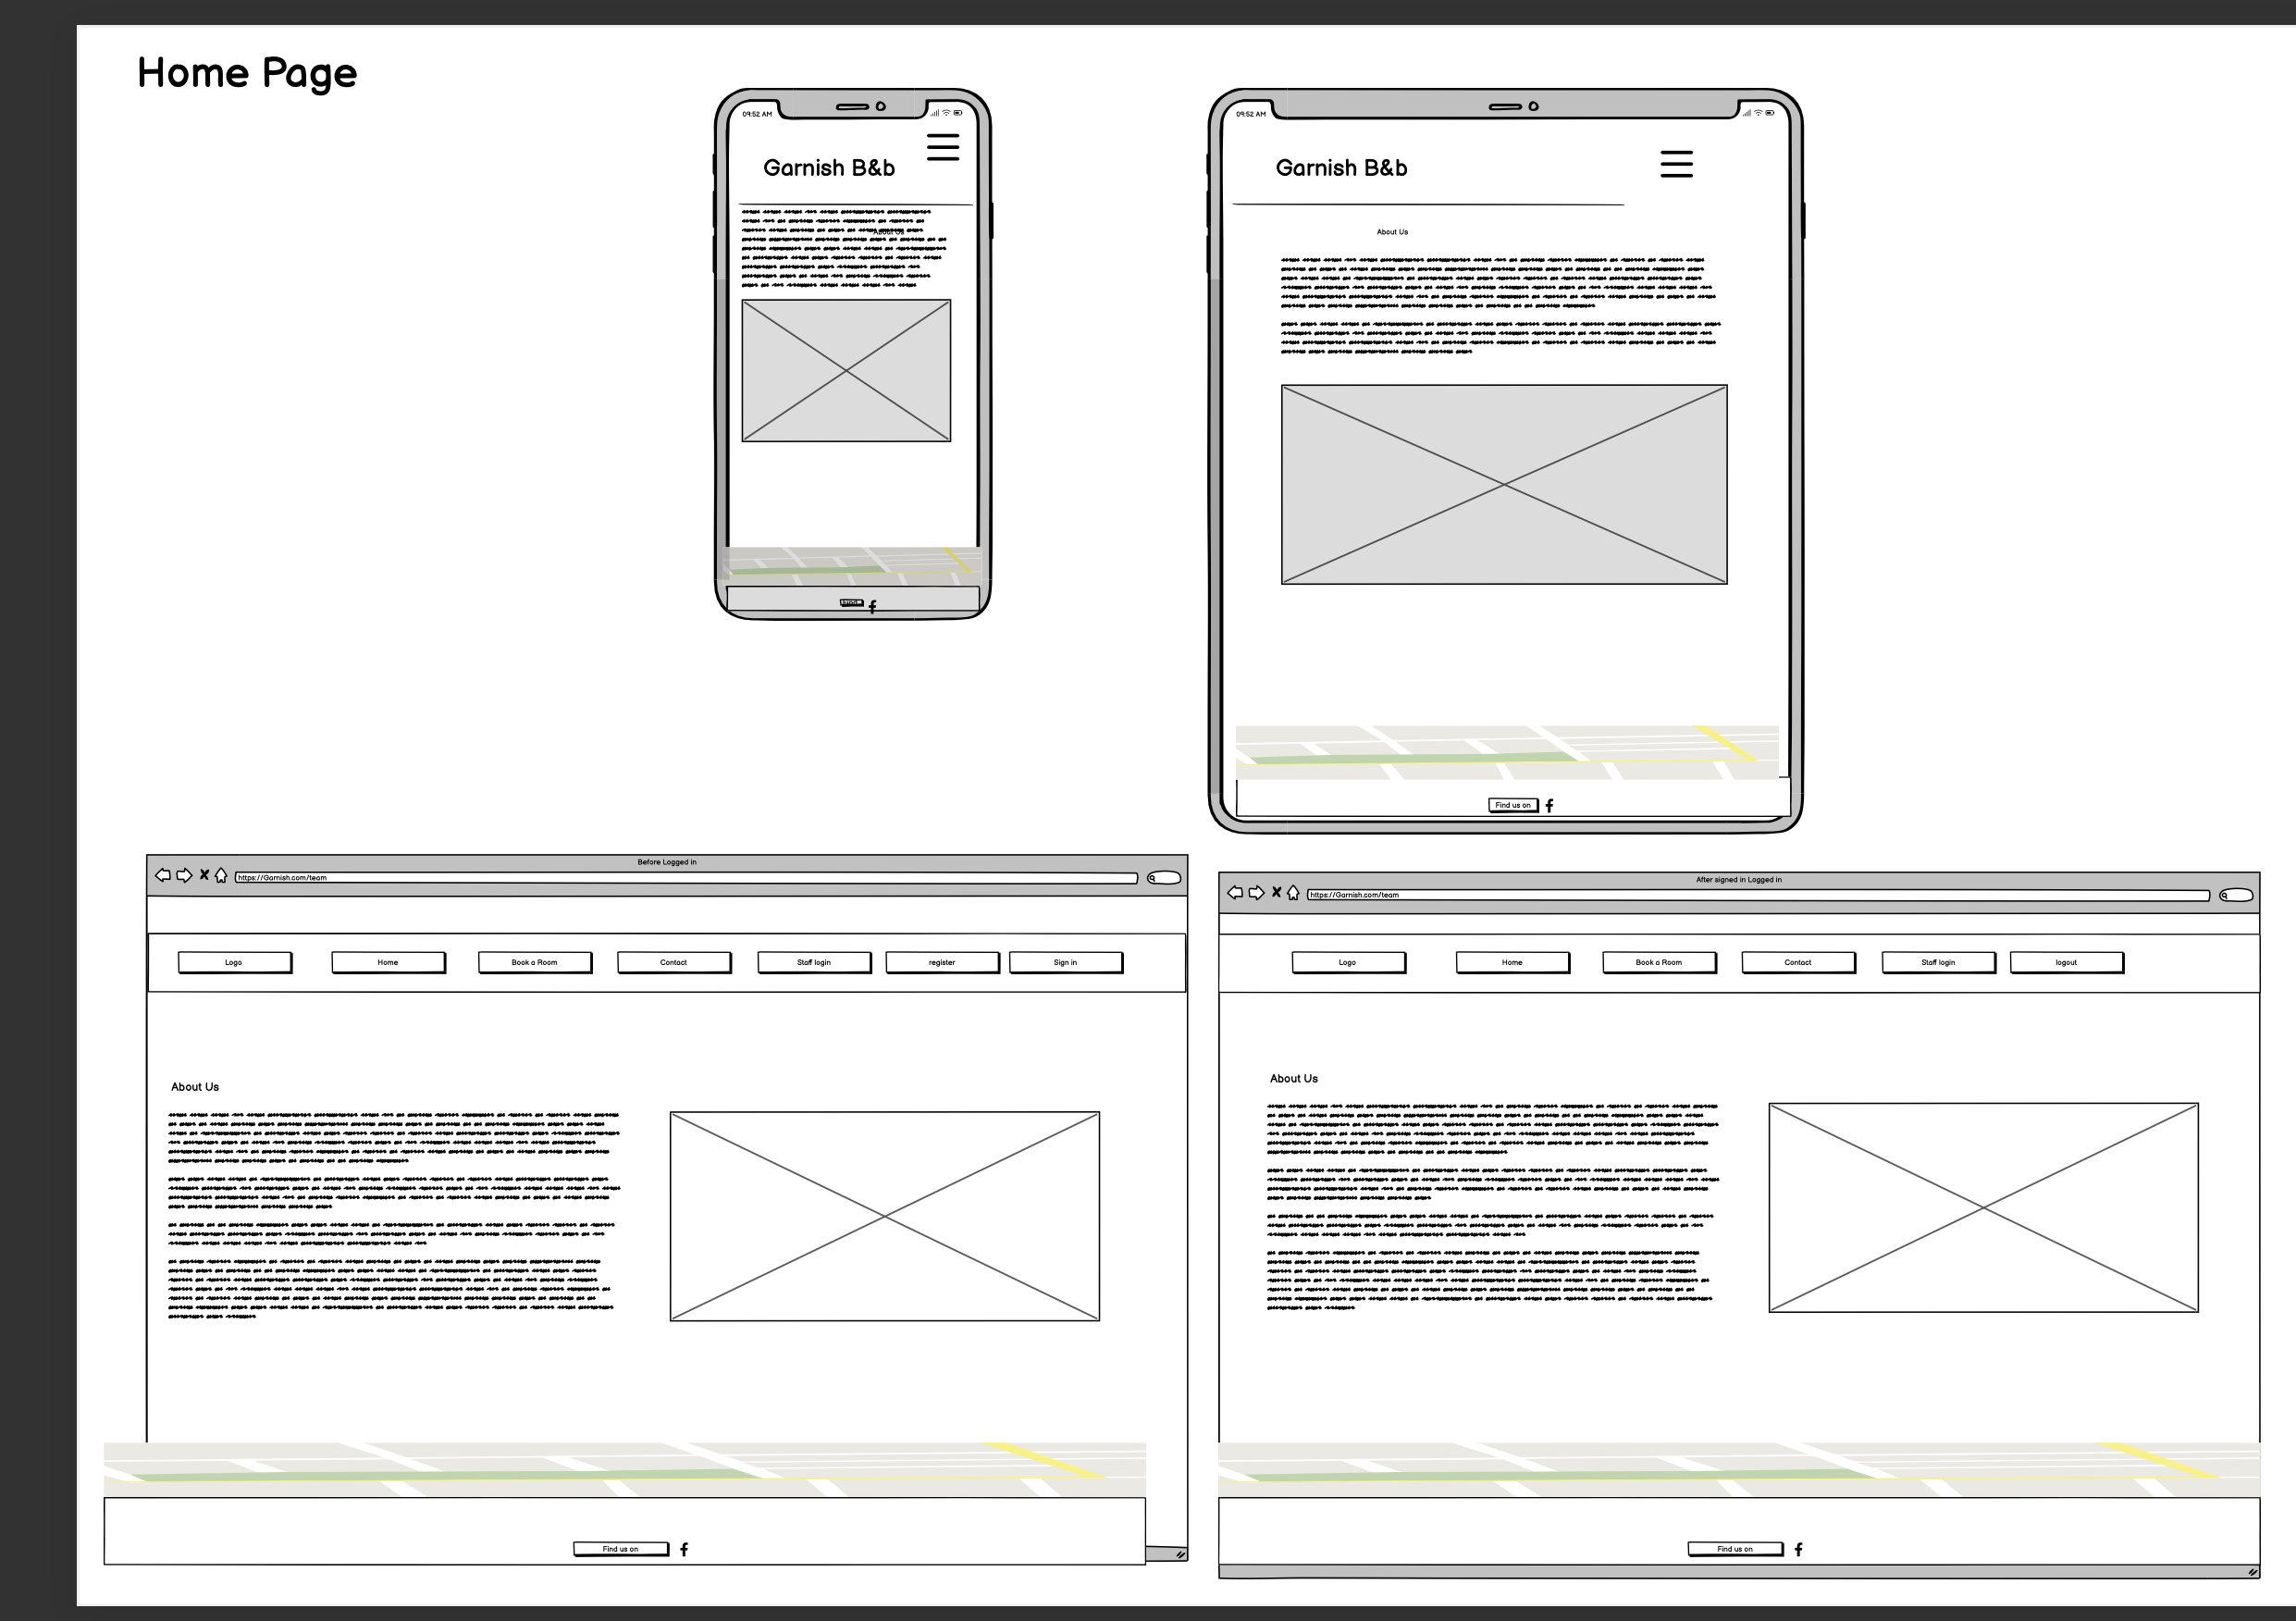 Home Page
09:52 AM
Garnish B&b
About Us
09:52 AM
Garnish B&b
About Us
Find us on
Before Logged in
https://Garnish.com/team
Logo Home Book a Room Contact Staff login register Sign in
About Us
Find us on
After signed in Logged in
https://Garnish.com/team
Logo Home Book a Room Contact Staff login logout
About Us
Find us on